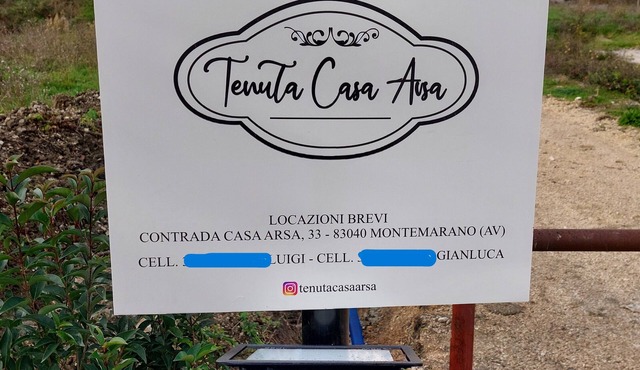 Tenuta Casa Arsa
LOCAZIONI BREVI
CONTRADA CASA ARSA, 33 - 83040 MONTEMARANO (AV)
CELL. LUIGI - CELL. GIANLUCA
tenutacasaarsa